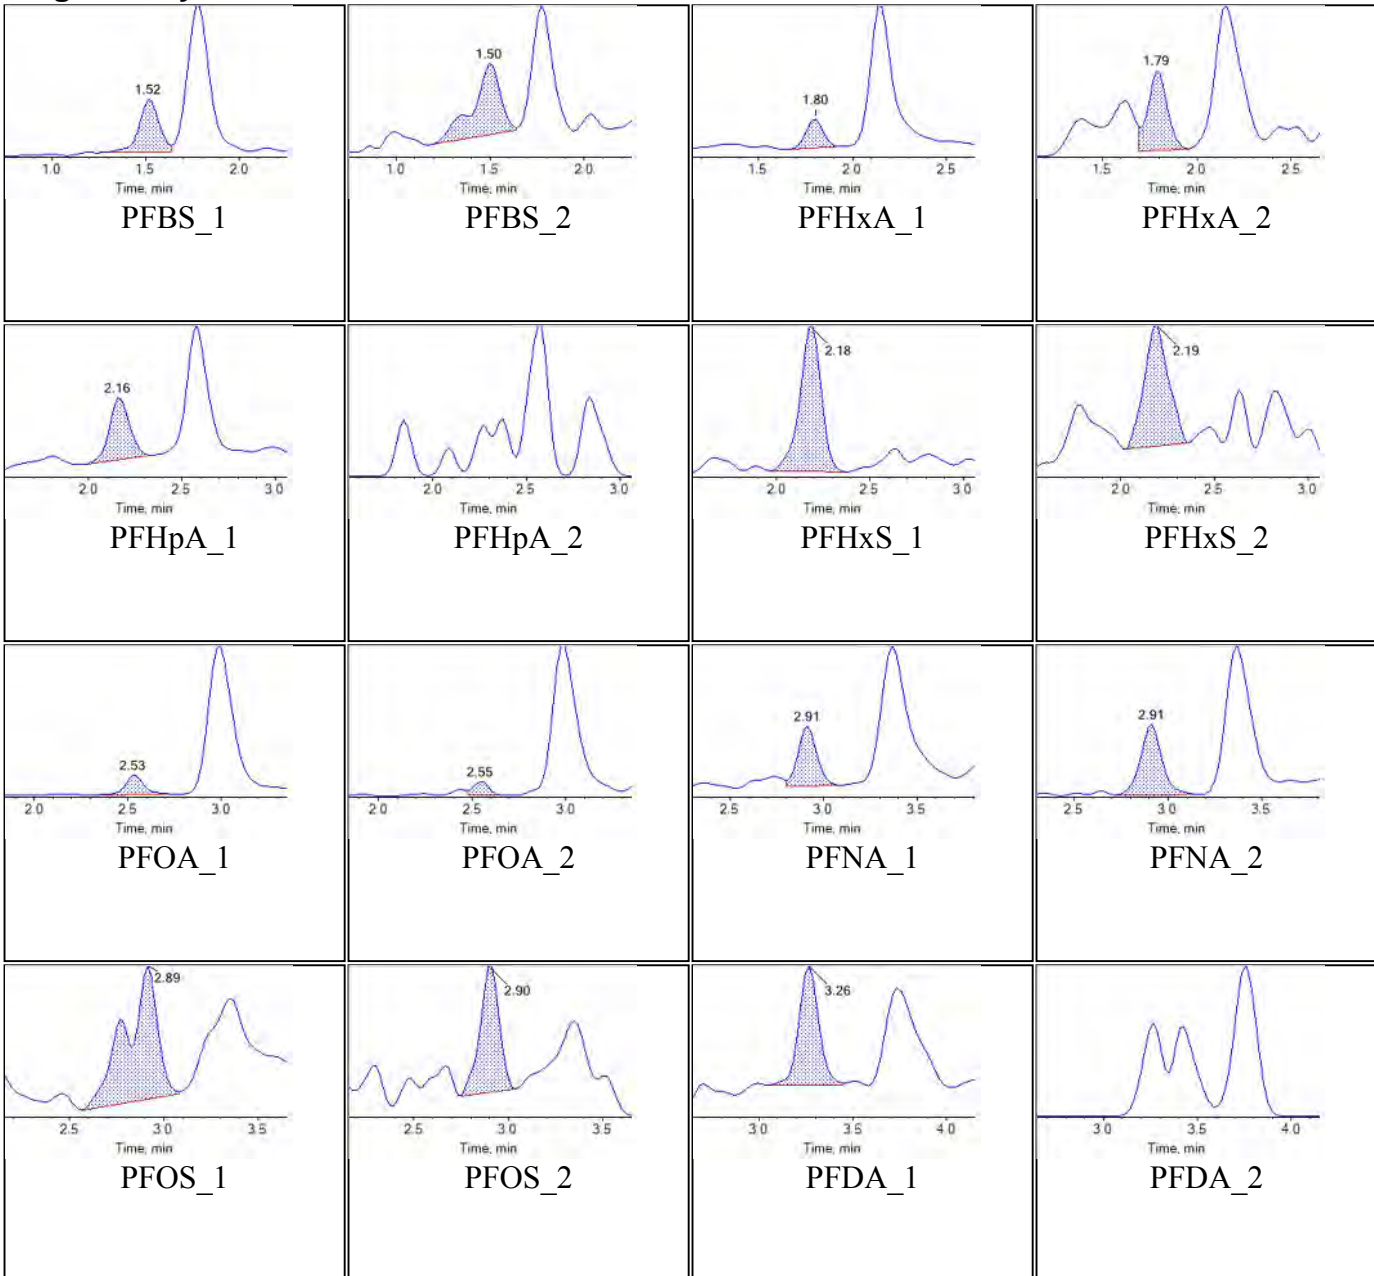 1.52
1.0 1.5 2.0
Time, min
PFBS_1
1.50
1.0 1.5 2.0
Time, min
PFBS_2
1.80
1.5 2.0 2.5
Time, min
PFHxA_1
1.79
1.5 2.0 2.5
Time, min
PFHxA_2
2.16
2.0 2.5 3.0
Time, min
PFHpA_1
2.0 2.5 3.0
Time, min
PFHpA_2
2.18
2.0 2.5 3.0
Time, min
PFHxS_1
2.19
2.0 2.5 3.0
Time, min
PFHxS_2
2.53
2.0 2.5 3.0
Time, min
PFOA_1
2.55
2.0 2.5 3.0
Time, min
PFOA_2
2.91
2.5 3.0 3.5
Time, min
PFNA_1
2.91
2.5 3.0 3.5
Time, min
PFNA_2
2.89
2.5 3.0 3.5
Time, min
PFOS_1
2.90
2.5 3.0 3.5
Time, min
PFOS_2
3.26
3.0 3.5 4.0
Time, min
PFDA_1
3.0 3.5 4.0
Time, min
PFDA_2